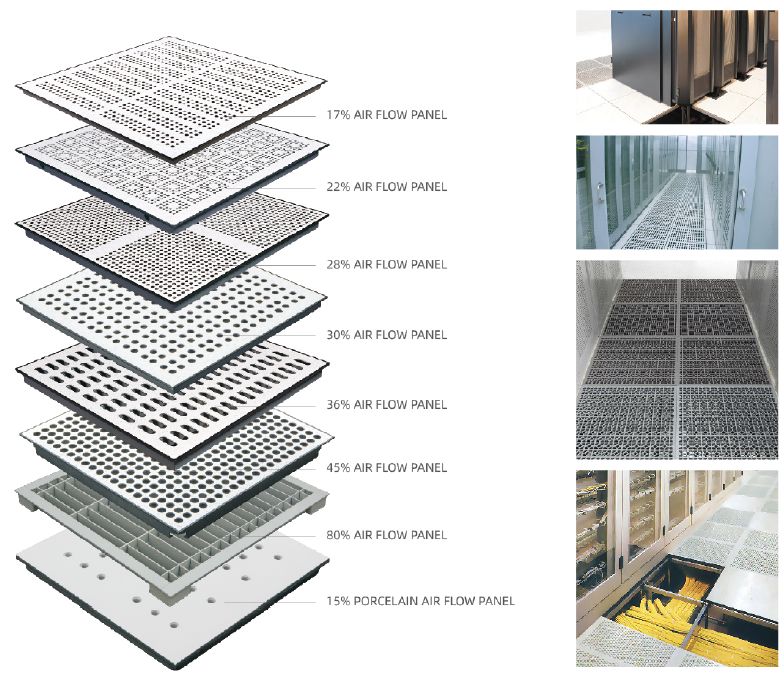 17% AIR FLOW PANEL
22% AIR FLOW PANEL
28% AIR FLOW PANEL
30% AIR FLOW PANEL
36% AIR FLOW PANEL
45% AIR FLOW PANEL
80% AIR FLOW PANEL
15% PORCELAIN AIR FLOW PANEL